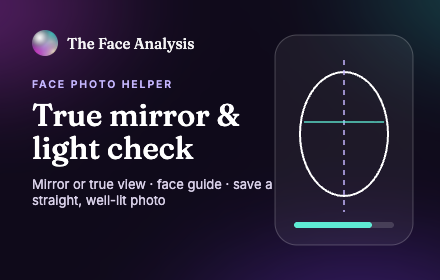 The Face Analysis
FACE PHOTO HELPER
True mirror &
light check
Mirror or true view · face guide · save a
straight, well-lit photo